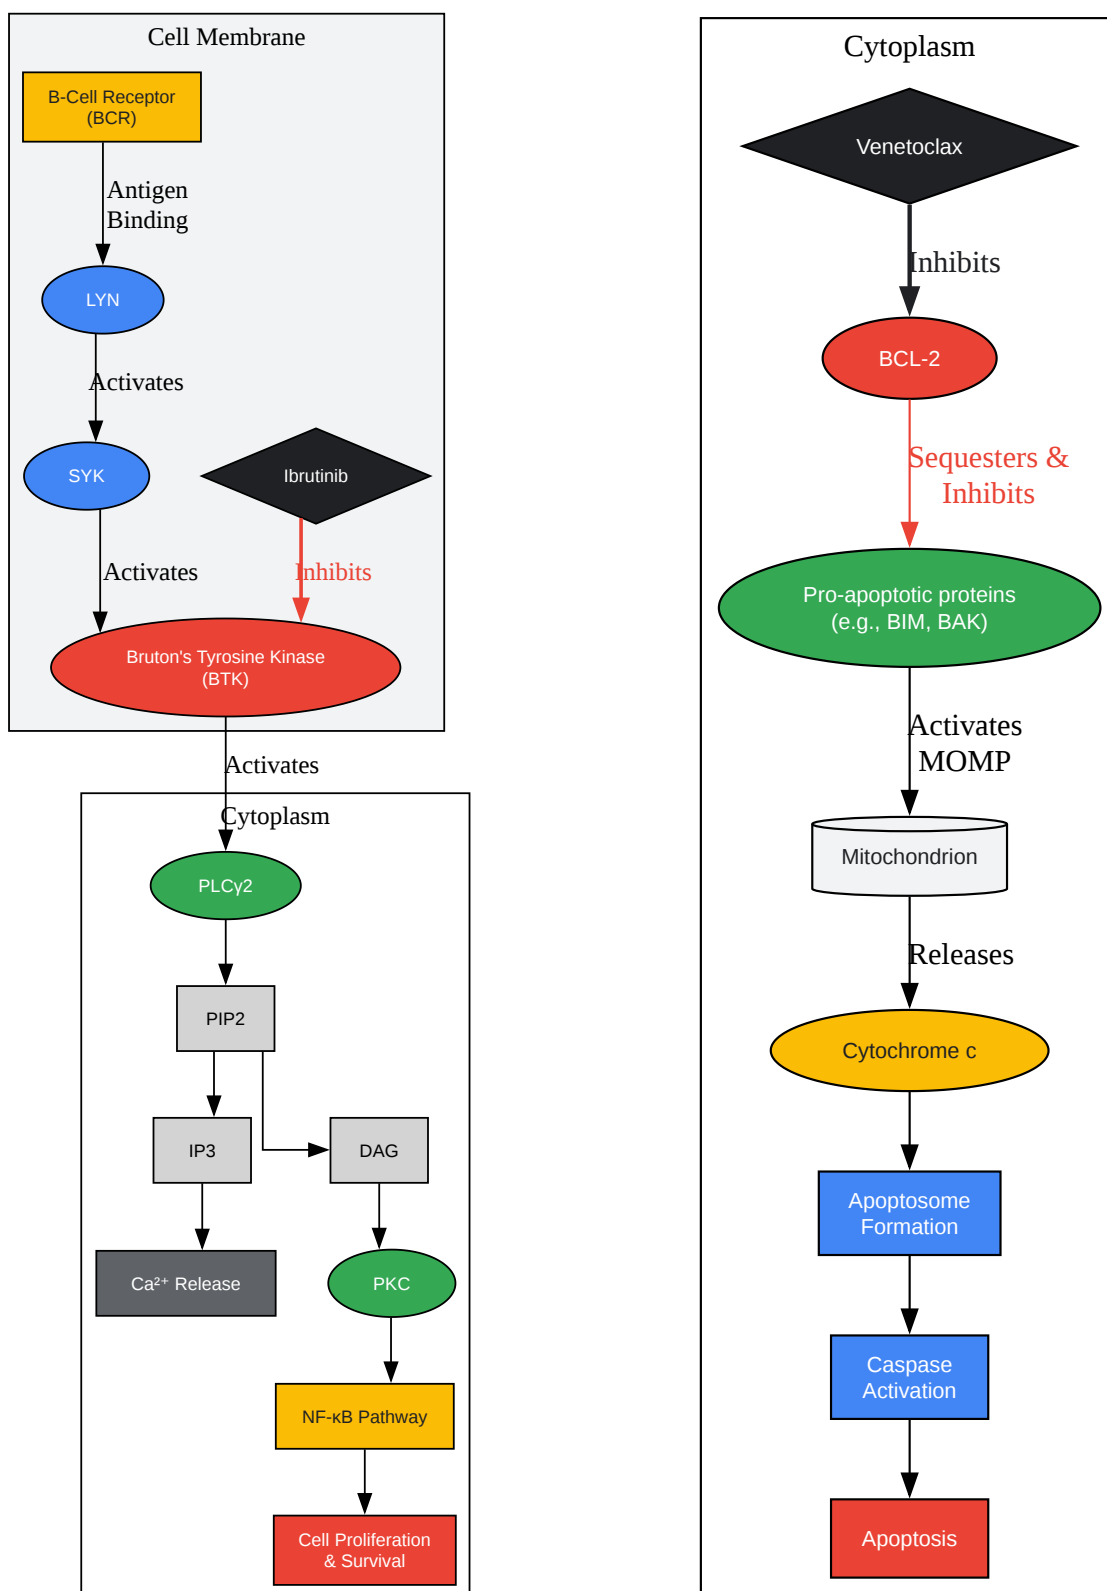 Cell Membrane
B-Cell Receptor
(BCR)
Antigen
Binding
LYN
Activates
SYK
Ibrutinib
Activates
Inhibits
Bruton's Tyrosine Kinase
(BTK)
Activates
Cytoplasm
PLCγ2
PIP2
IP3
DAG
Ca²⁺ Release
PKC
NF-κB Pathway
Cell Proliferation
& Survival
Cytoplasm
Venetoclax
Inhibits
BCL-2
Sequesters &
Inhibits
Pro-apoptotic proteins
(e.g., BIM, BAK)
Activates
MOMP
Mitochondrion
Releases
Cytochrome c
Apoptosome
Formation
Caspase
Activation
Apoptosis